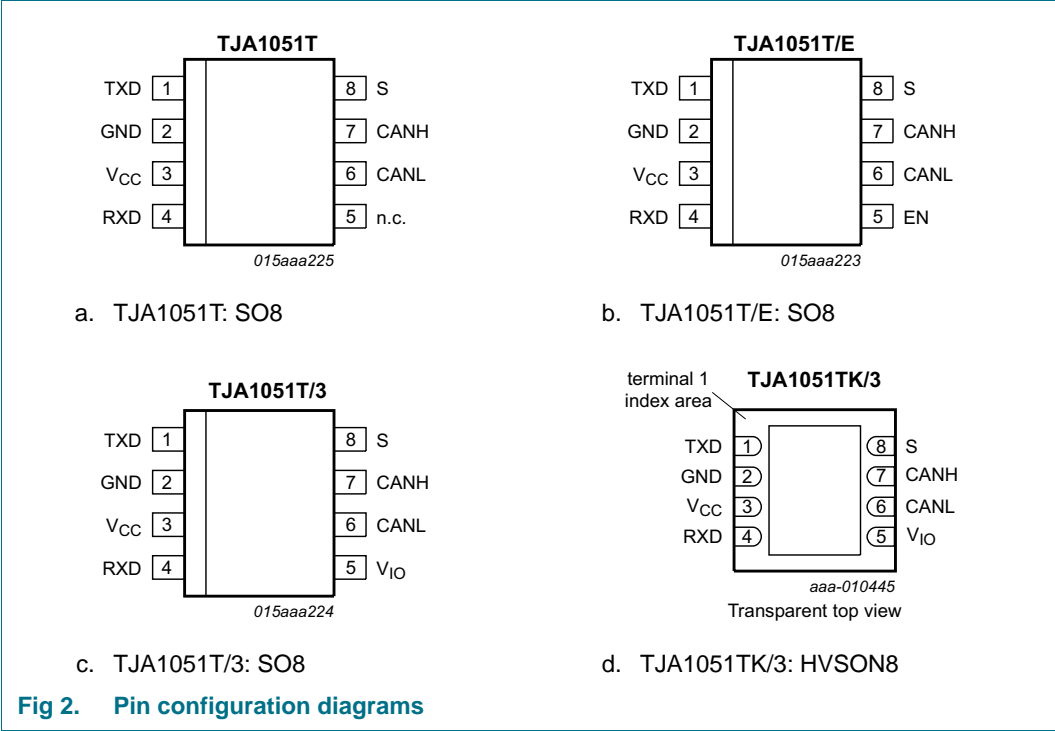 TJA1051T
TXD 1 8 S
GND 2 7 CANH
VCC 3 6 CANL
RXD 4 5 n.c.
015aaa225
a. TJA1051T: SO8
TJA1051T/E
TXD 1 8 S
GND 2 7 CANH
VCC 3 6 CANL
RXD 4 5 EN
015aaa223
b. TJA1051T/E: SO8
TJA1051T/3
TXD 1 8 S
GND 2 7 CANH
VCC 3 6 CANL
RXD 4 5 VIO
015aaa224
c. TJA1051T/3: SO8
terminal 1
index area
TJA1051TK/3
TXD 1 8 S
GND 2 7 CANH
VCC 3 6 CANL
RXD 4 5 VIO
aaa-010445
Transparent top view
d. TJA1051TK/3: HVSON8
Fig 2. Pin configuration diagrams